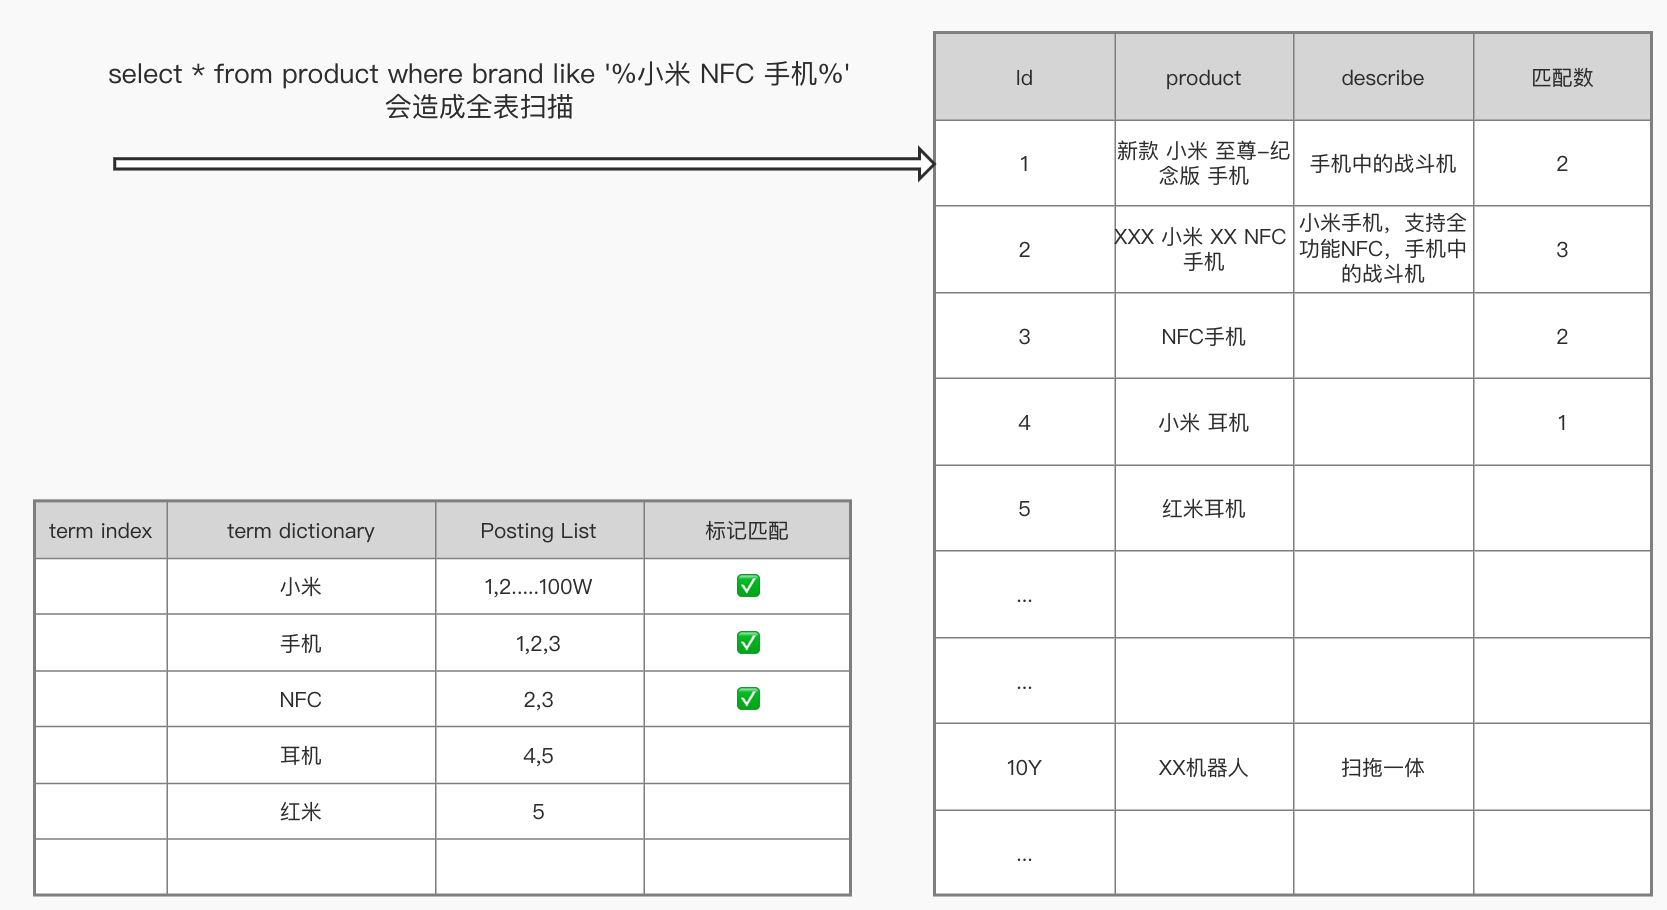 select * from product where brand like '%小米 NFC 手机%'
会造成全表扫描
Id product describe 匹配数
1 新款 小米 至尊-纪 手机中的战斗机 2
念版 手机
2 XXX 小米 XX NFC 小米手机，支持全 3
手机 功能NFC，手机中
的战斗机
3 NFC手机 2
4 小米 耳机 1
5 红米耳机
...
...
10Y XX机器人 扫拖一体
...
term index term dictionary Posting List 标记匹配
小米 1,2.....100W ✅
手机 1,2,3 ✅
NFC 2,3 ✅
耳机 4,5
红米 5